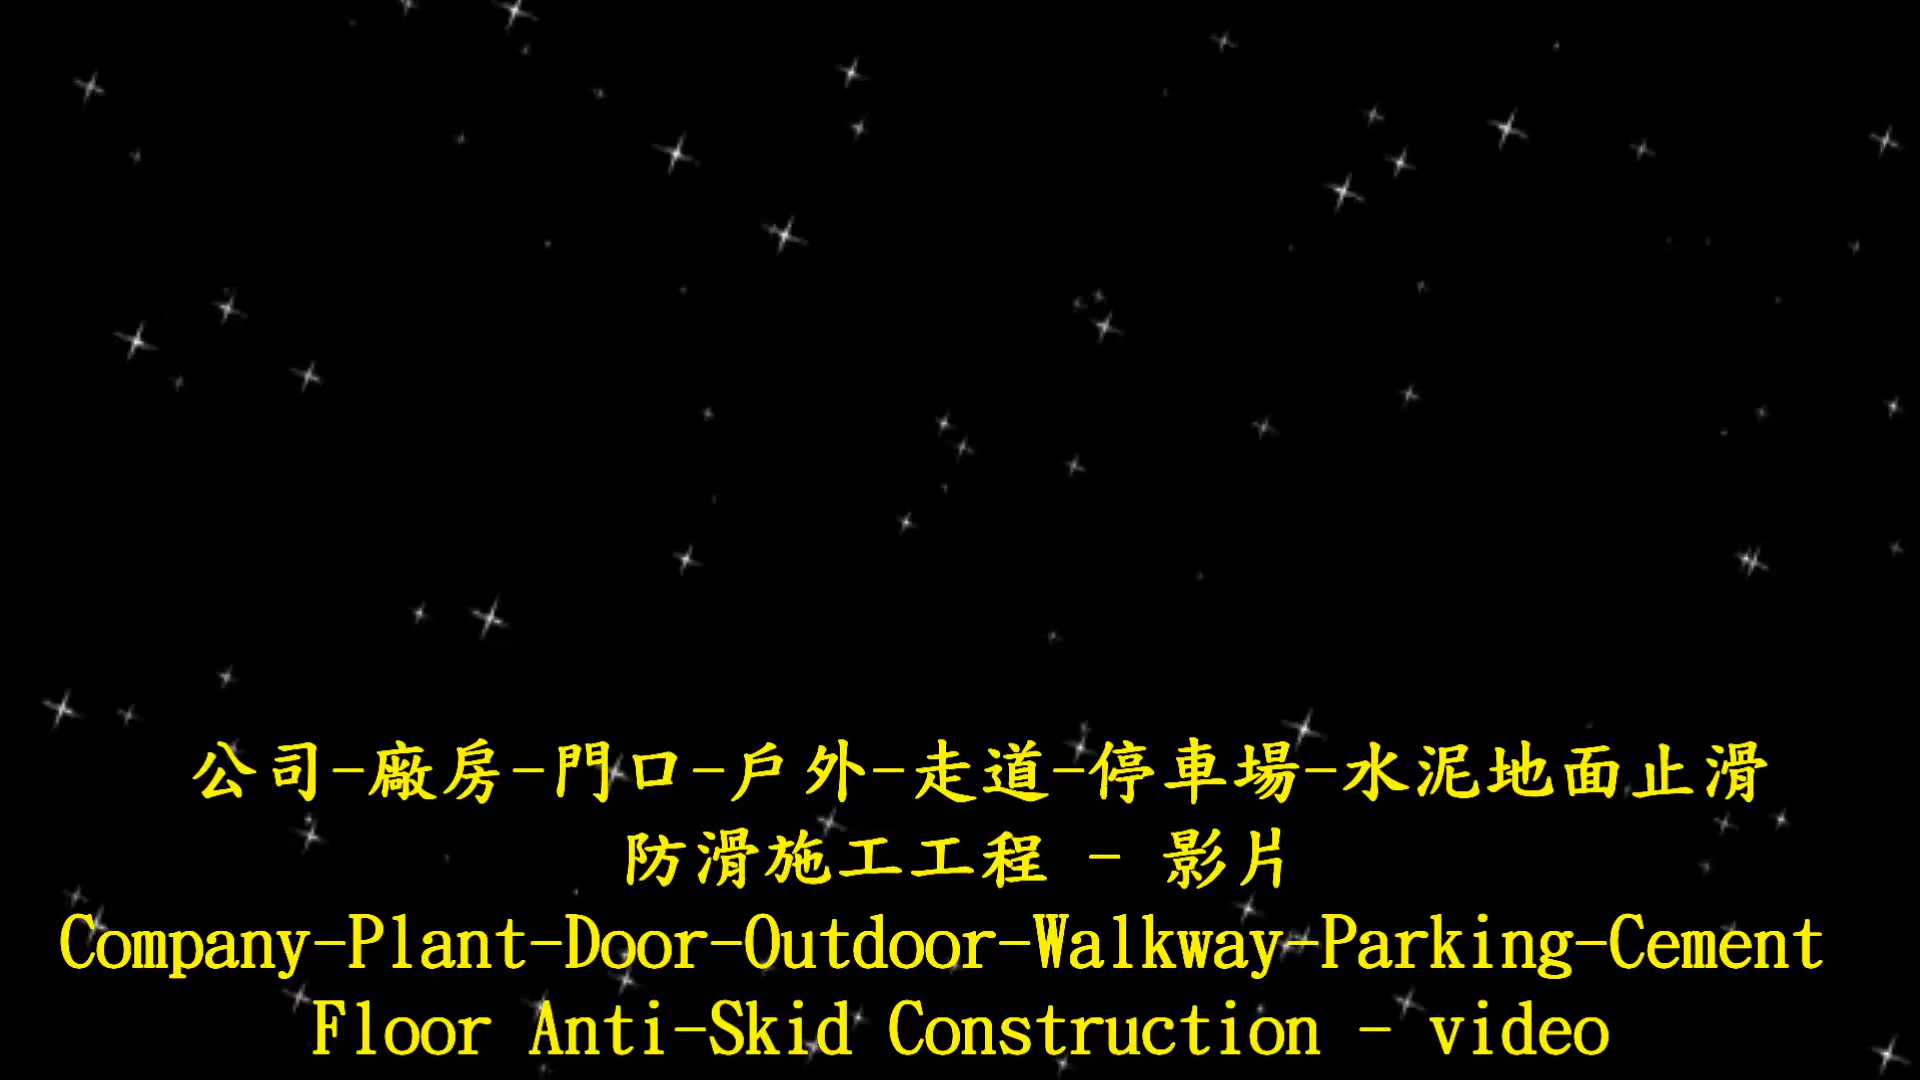 公司-廠房-門口-戶外-走道-停車場-水泥地面止滑
防滑施工工程 - 影片
Company-Plant-Door-Outdoor-Walkway-Parking-Cement
Floor Anti-Skid Construction - video